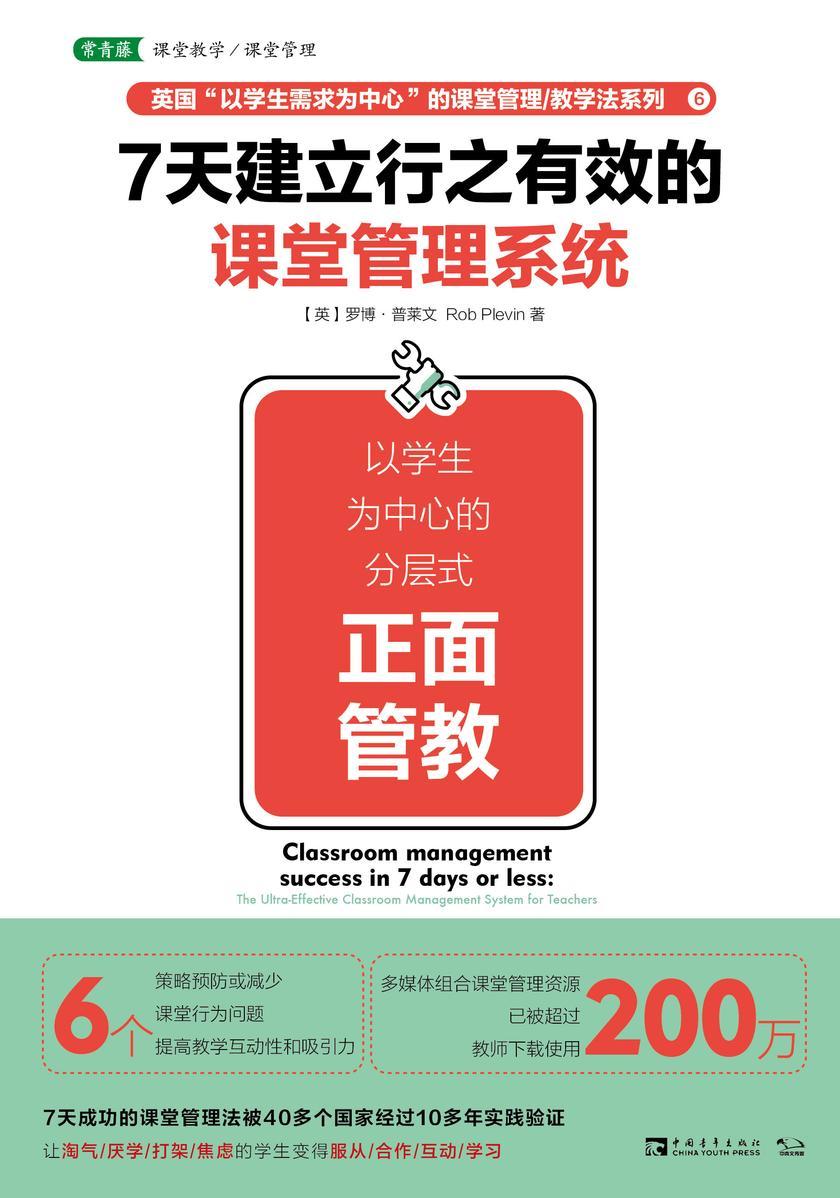 常青藤 课堂教学/课堂管理
英国“以学生需求为中心”的课堂管理/教学法系列 6
7天建立行之有效的
课堂管理系统
【英】罗博·普莱文 Rob Plevin 著
以学生
为中心的
分层式
正面
管教
Classroom management
success in 7 days or less:
The Ultra-Effective Classroom Management System for Teachers
6个
策略预防或减少
课堂行为问题
提高教学互动性和吸引力
多媒体组合课堂管理资源
已被超过
教师下载使用
200万
7天成功的课堂管理法被40多个国家经过10多年实践验证
让淘气/厌学/打架/焦虑的学生变得服从/合作/互动/学习
中国青年出版社
CHINA YOUTH PRESS
中青文传媒